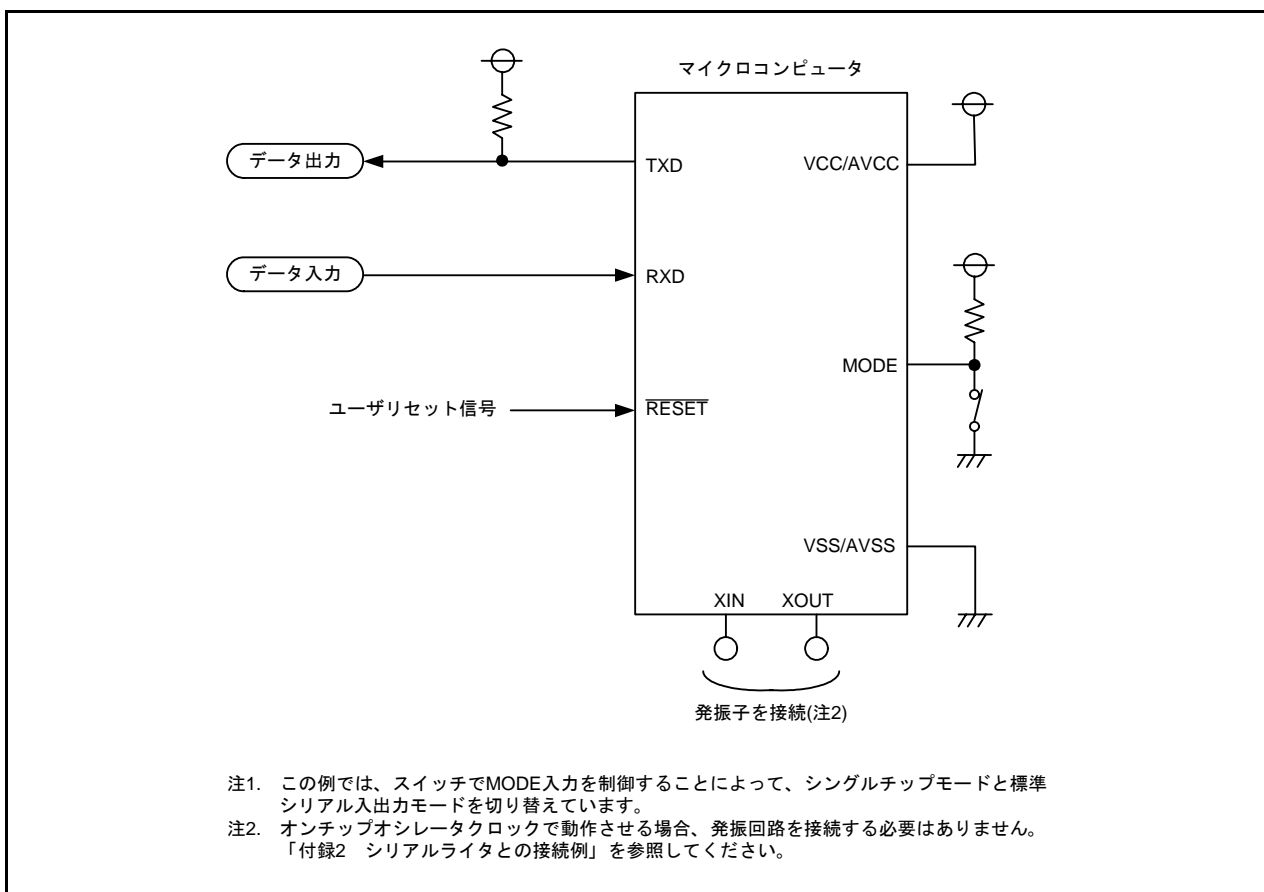 マイクロコンピュータ
データ出力
TXD
VCC/AVCC
データ入力
RXD
MODE
ユーザリセット信号
RESET
VSS/AVSS
XIN
XOUT
発振子を接続(注2)
注1. この例では、スイッチでMODE入力を制御することによって、シングルチップモードと標準
シリアル入出力モードを切り替えています。
注2. オンチップオシレータクロックで動作させる場合、発振回路を接続する必要はありません。
「付録2 シリアルライタとの接続例」を参照してください。